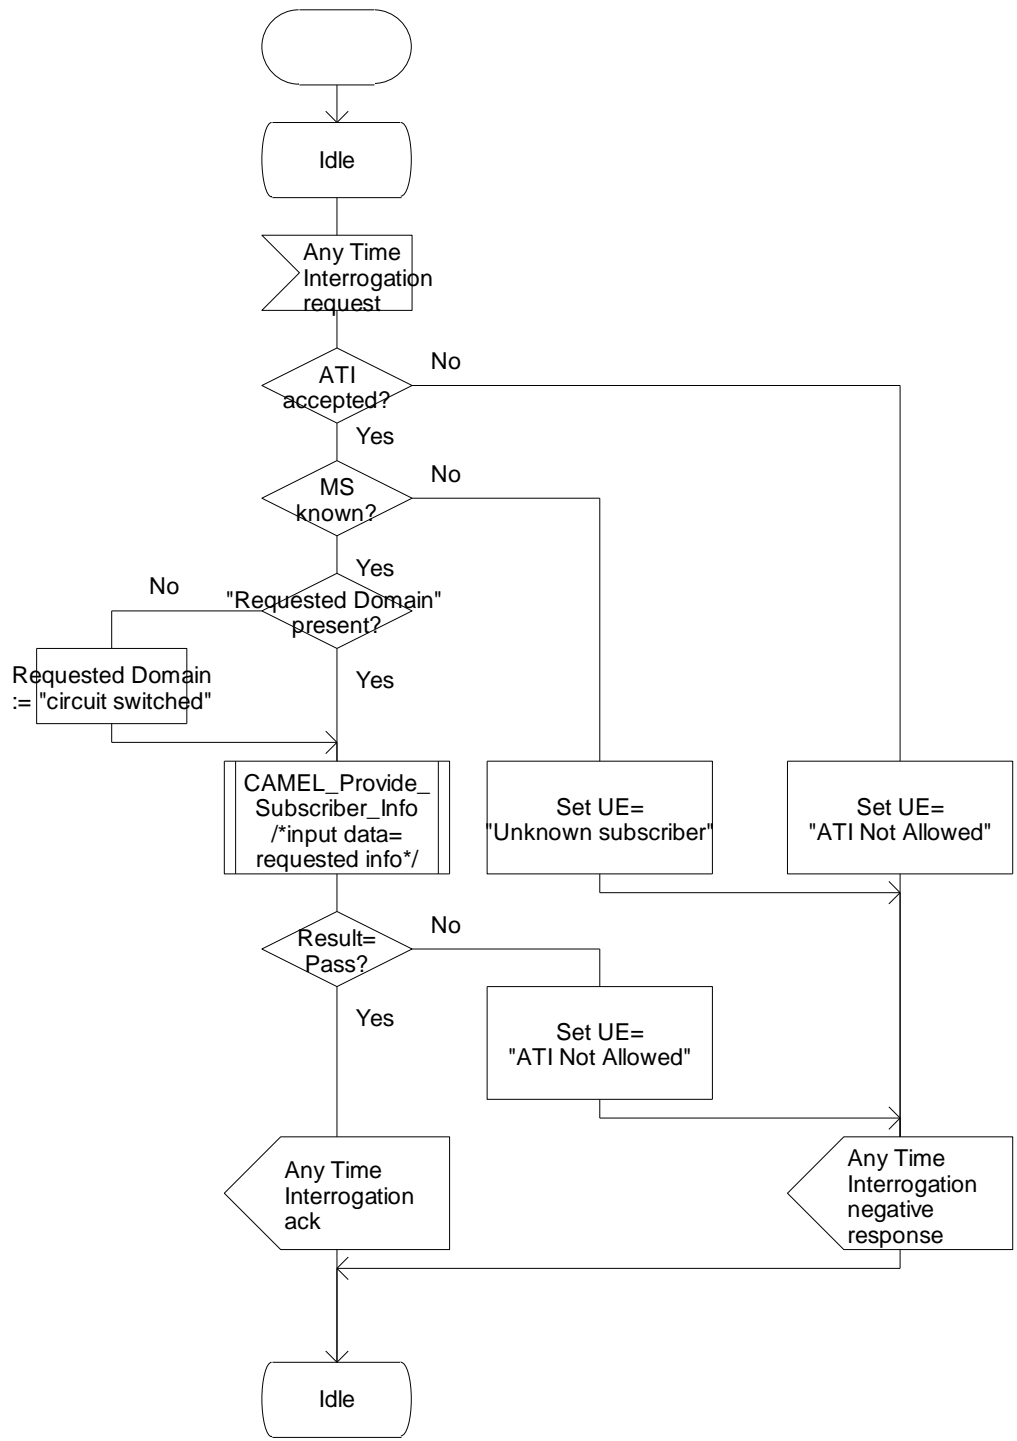 Idle
Any Time
Interrogation
request
ATI
accepted?
No
Yes
MS
known?
No
Yes
"Requested Domain"
present?
No
Yes
Requested Domain
:= "circuit switched"
CAMEL_Provide_
Subscriber_Info
/*input data=
requested info*/
Set UE=
"Unknown subscriber"
Set UE=
"ATI Not Allowed"
Result=
Pass?
No
Yes
Set UE=
"ATI Not Allowed"
Any Time
Interrogation
ack
Any Time
Interrogation
negative
response
Idle